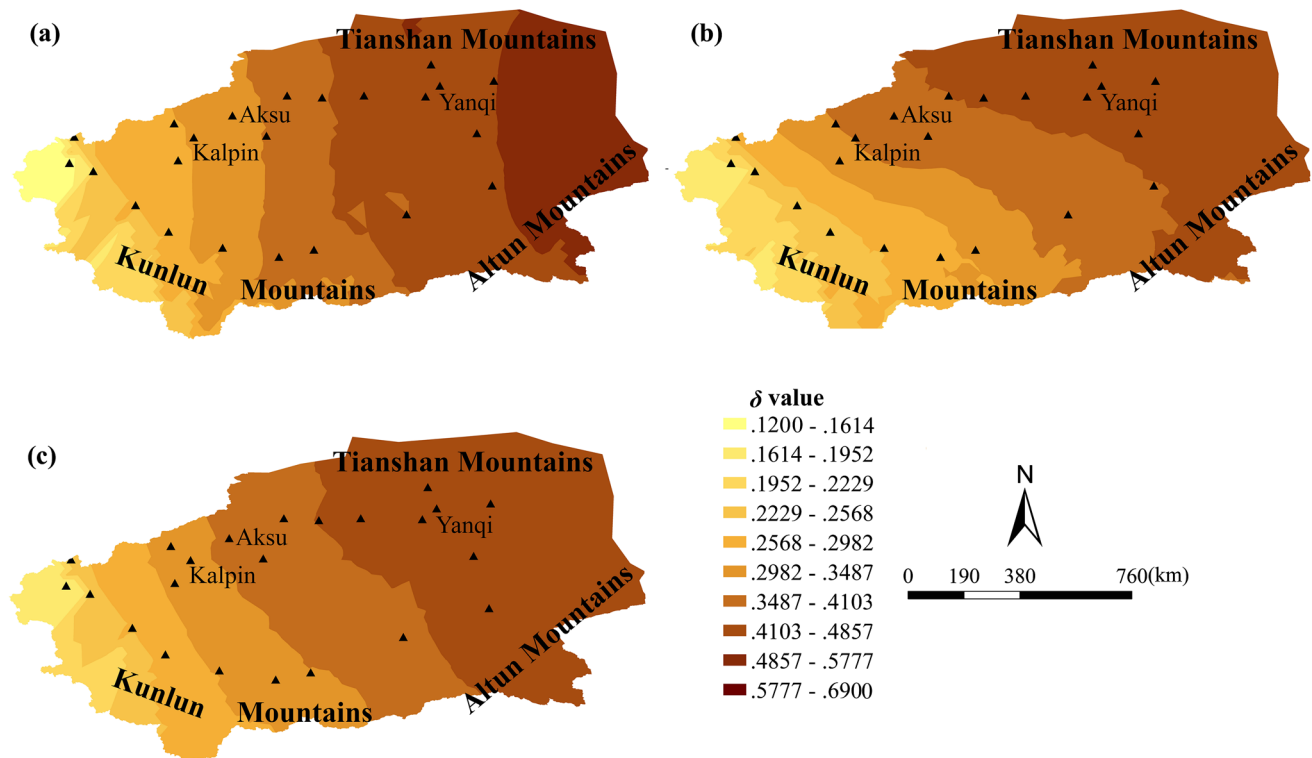 (a)
Tianshan Mountains
Aksu
Yanqi
Kalpin
Kunlun
Mountains
Altun Mountains
(b)
Tianshan Mountains
Aksu
Yanqi
Kalpin
Kunlun
Mountains
Altun Mountains
(c)
Tianshan Mountains
Aksu
Yanqi
Kalpin
Kunlun
Mountains
Altun Mountains
δ value
.1200 - .1614
.1614 - .1952
.1952 - .2229
.2229 - .2568
.2568 - .2982
.2982 - .3487
.3487 - .4103
.4103 - .4857
.4857 - .5777
.5777 - .6900
N
0 190 380 760(km)